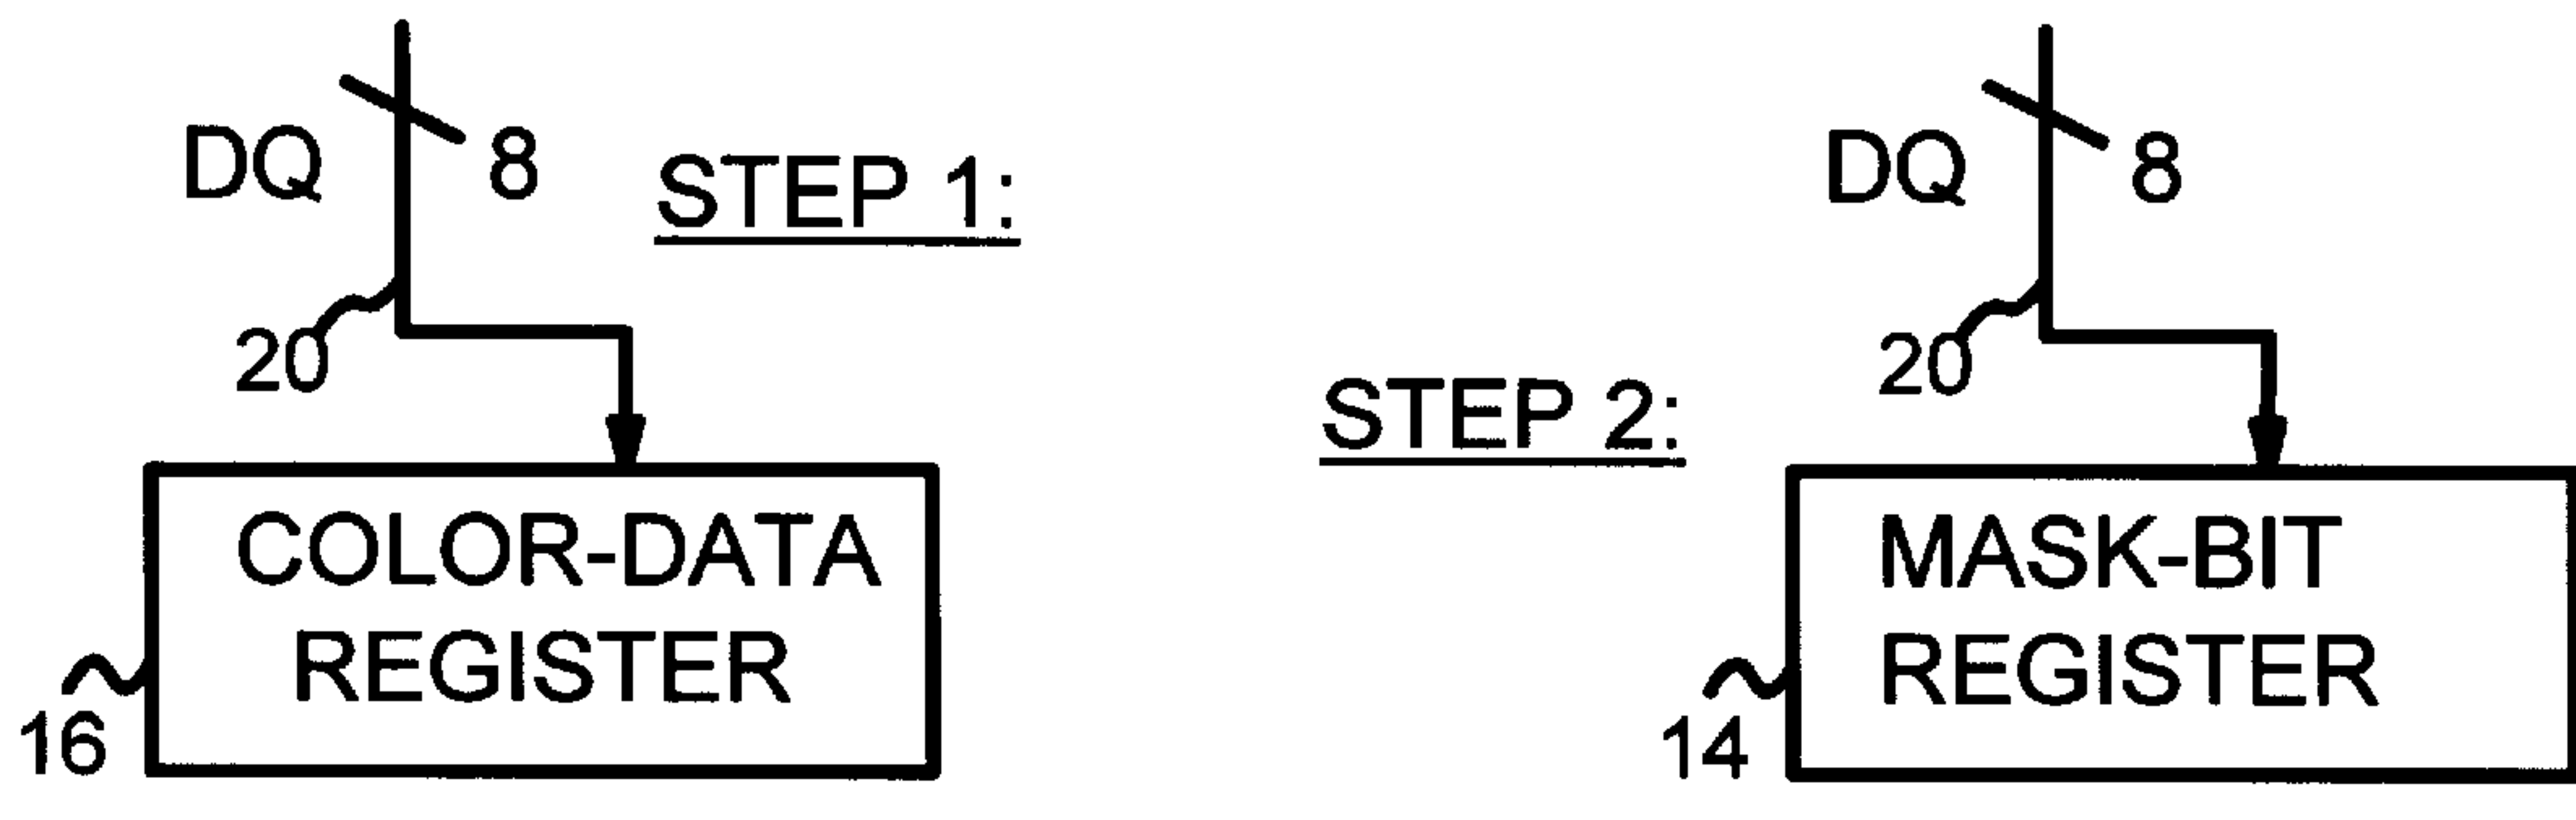 DQ
8
STEP 1:
20
COLOR-DATA
REGISTER
16
DQ
8
STEP 2:
20
MASK-BIT
REGISTER
14